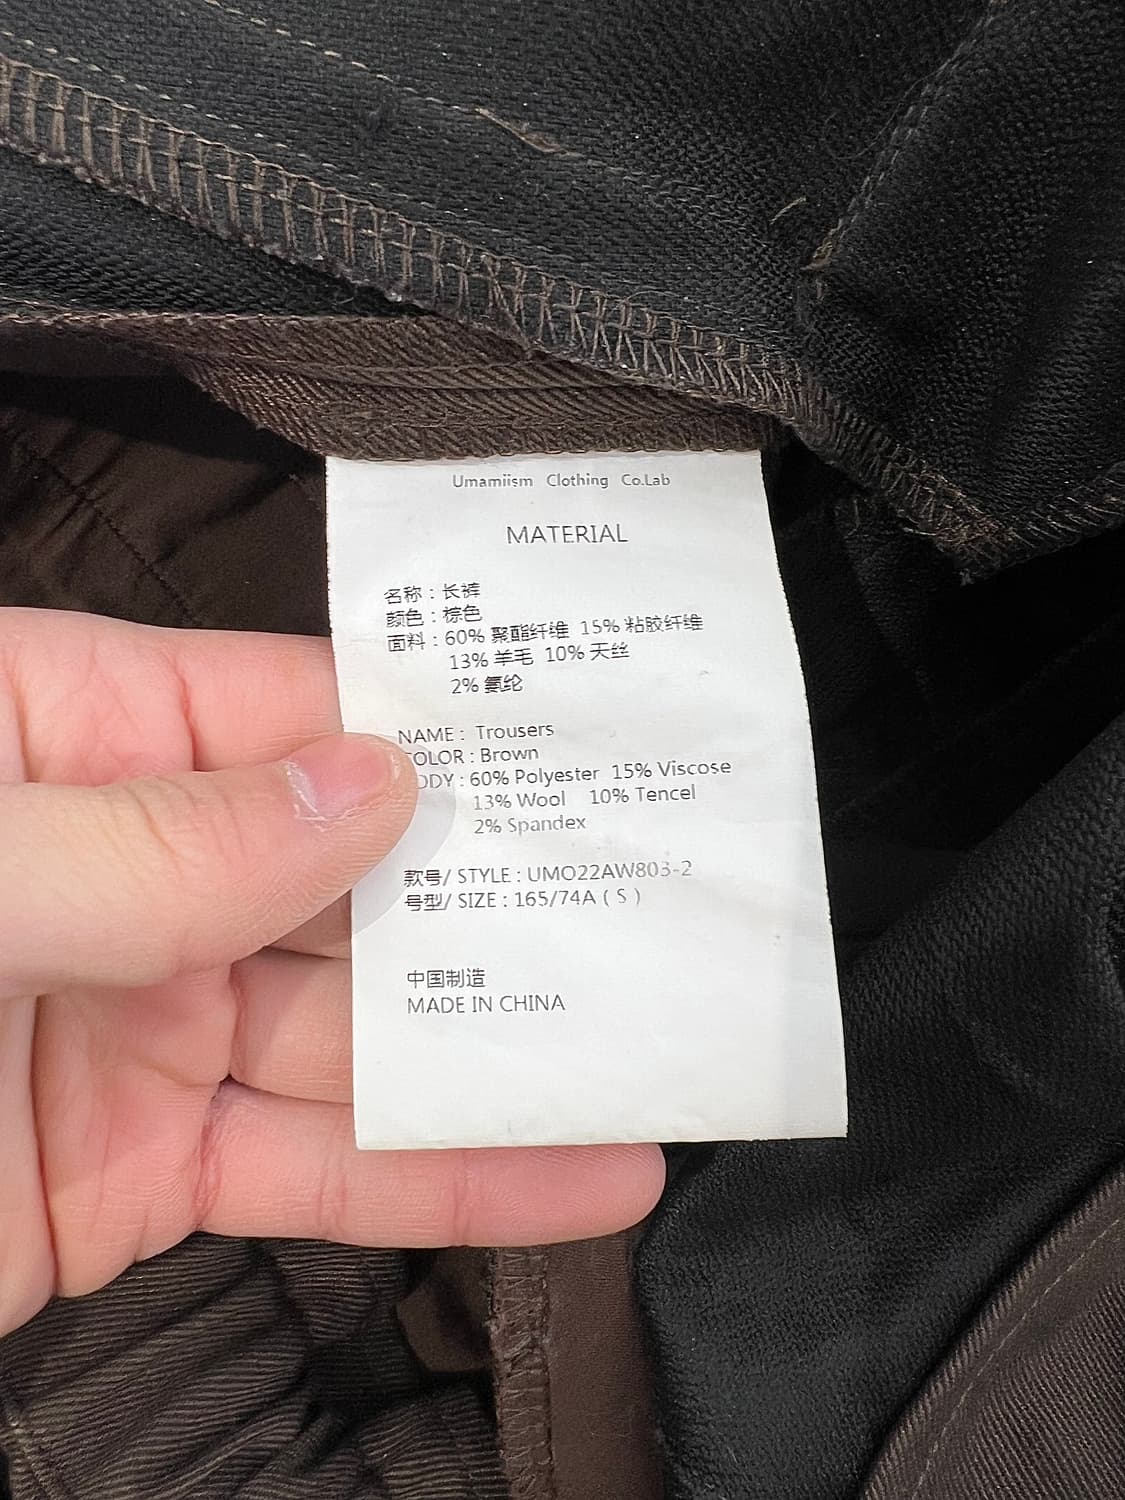 Umamiism Clothing Co.Lab
MATERIAL
名称：长裤
颜色：棕色
面料：60% 聚酯纤维 15% 粘胶纤维
13% 羊毛 10% 天丝
2% 氨纶
NAME : Trousers
OLOR : Brown
ODY : 60% Polyester 15% Viscose
13% Wool 10% Tencel
2% Spandex
款号/ STYLE : UMO22AW803-2
号型/ SIZE : 165/74A ( S )
中国制造
MADE IN CHINA